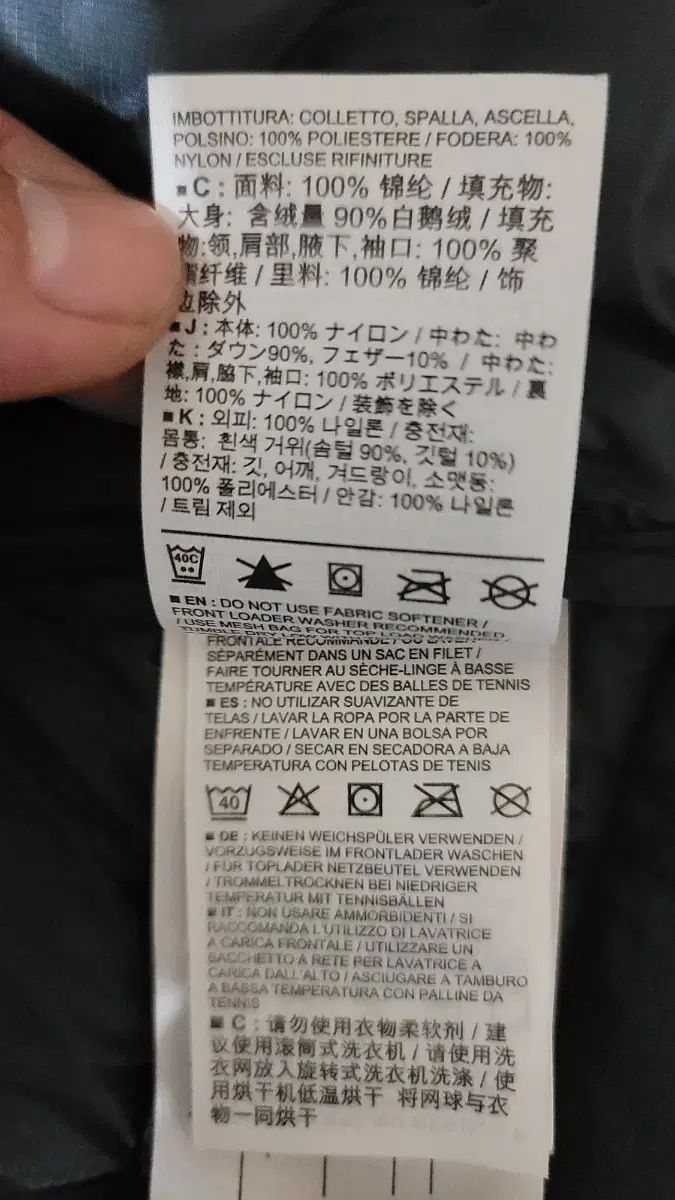 IMBOTTITURA: COLLETTO, SPALLA, ASCELLA,
POLSINO: 100% POLIESTERE / FODERA: 100%
NYLON / ESCLUSE RIFINITURE
■ C : 面料: 100% 锦纶 / 填充物:
大身: 含绒量 90%白鹅绒 / 填充
物:领,肩部,腋下,袖口: 100% 聚
酯纤维 / 里料: 100% 锦纶 / 饰
边除外
■ J : 本体: 100% ナイロン / 中わた: 中わ
た : ダウン90%, フェザー10% / 中わた:
襟,肩,脇下,袖口: 100% ポリエステル / 裏
地: 100% ナイロン / 装飾を除く
■ K : 외피: 100% 나일론 / 충전재:
몸통: 흰색 거위(솜털 90%, 깃털 10%)
/ 충전재: 깃, 어깨, 겨드랑이, 소맷동:
100% 폴리에스터 / 안감: 100% 나일론
/ 트림 제외
40C
■ EN : DO NOT USE FABRIC SOFTENER /
FRONT LOADER WASHER RECOMMENDED
/ USE MESH BAG FOR TOP LOAD
TUMBLE DRY LOW
FRONTALE RECOMMANDÉ / OU
SÉPARÉMENT DANS UN SAC EN FILET /
FAIRE TOURNER AU SÈCHE-LINGE À BASSE
TEMPÉRATURE AVEC DES BALLES DE TENNIS
■ ES : NO UTILIZAR SUAVIZANTE DE
TELAS / LAVAR LA ROPA POR LA PARTE DE
ENFRENTE / LAVAR EN UNA BOLSA POR
SEPARADO / SECAR EN SECADORA A BAJA
TEMPERATURA CON PELOTAS DE TENIS
40
■ DE : KEINEN WEICHSPÜLER VERWENDEN /
VORZUGSWEISE IM FRONTLADER WASCHEN
/ FÜR TOPLADER NETZBEUTEL VERWENDEN
/ TROMMELTROCKNEN BEI NIEDRIGER
TEMPERATUR MIT TENNISBÄLLEN
■ IT : NON USARE AMMORBIDENTI / SI
RACCOMANDA L'UTILIZZO DI LAVATRICE
A CARICA FRONTALE / UTILIZZARE UN
SACCHETTO A RETE PER LAVATRICE A
CARICA DALL'ALTO / ASCIUGARE A TAMBURO
A BASSA TEMPERATURA CON PALLINE DA
TENNIS
■ C : 请勿使用衣物柔软剂 / 建
议使用滚筒式洗衣机 / 请使用洗
衣网放入旋转式洗衣机洗涤 / 使
用烘干机低温烘干 将网球与衣
物一同烘干